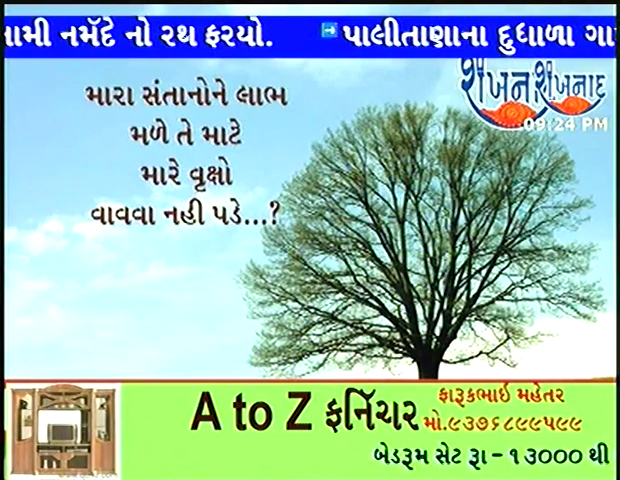 ામી નર્મદે નો રથ ફરયો. પાલીતાણાના દુધાળા ગા
શંખનાદ
09:24 PM
મારા સંતાનોને લાભ
મળે તે માટે
મારે વૃક્ષો
વાવવા નહી પડે...?
A to Z ફર્નિચર
ફારૂકભાઇ મહેતર
મો.૯૩૭૬૮૯૯૫૯૯
બેડરૂમ સેટ રૂા - ૧૩૦૦૦ થી